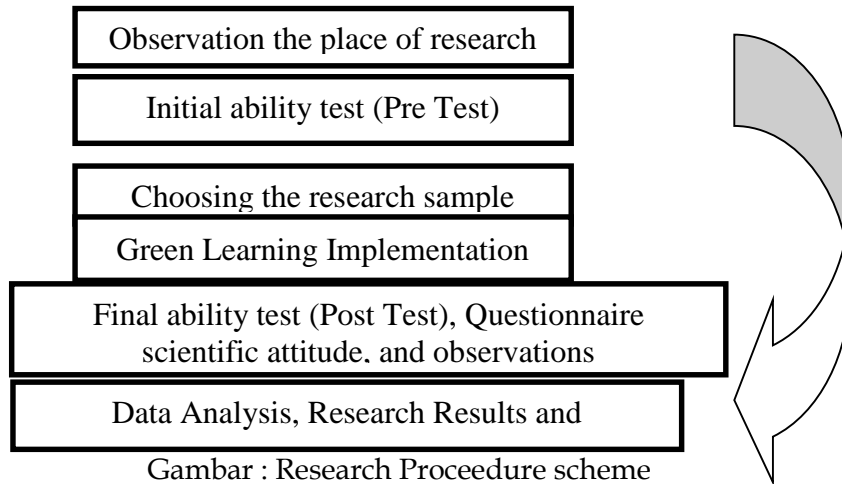 Observation the place of research
Initial ability test (Pre Test)
Choosing the research sample
Green Learning Implementation
Final ability test (Post Test), Questionnaire
scientific attitude, and observations
Data Analysis, Research Results and
Gambar : Research Proceedure scheme